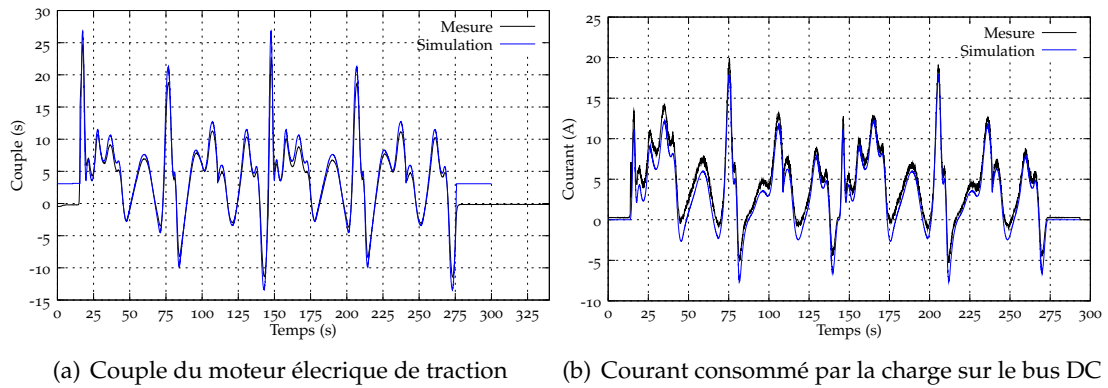 30
25
20
15
10
5
0
-5
-10
-15
0 25 50 75 100 125 150 175 200 225 250 275 300 325
Couple (s)
Temps (s)
Mesure
Simulation
25
20
15
10
5
0
-5
-10
0 25 50 75 100 125 150 175 200 225 250 275 300
Courant (A)
Temps (s)
Mesure
Simulation
(a) Couple du moteur élecrique de traction
(b) Courant consommé par la charge sur le bus DC